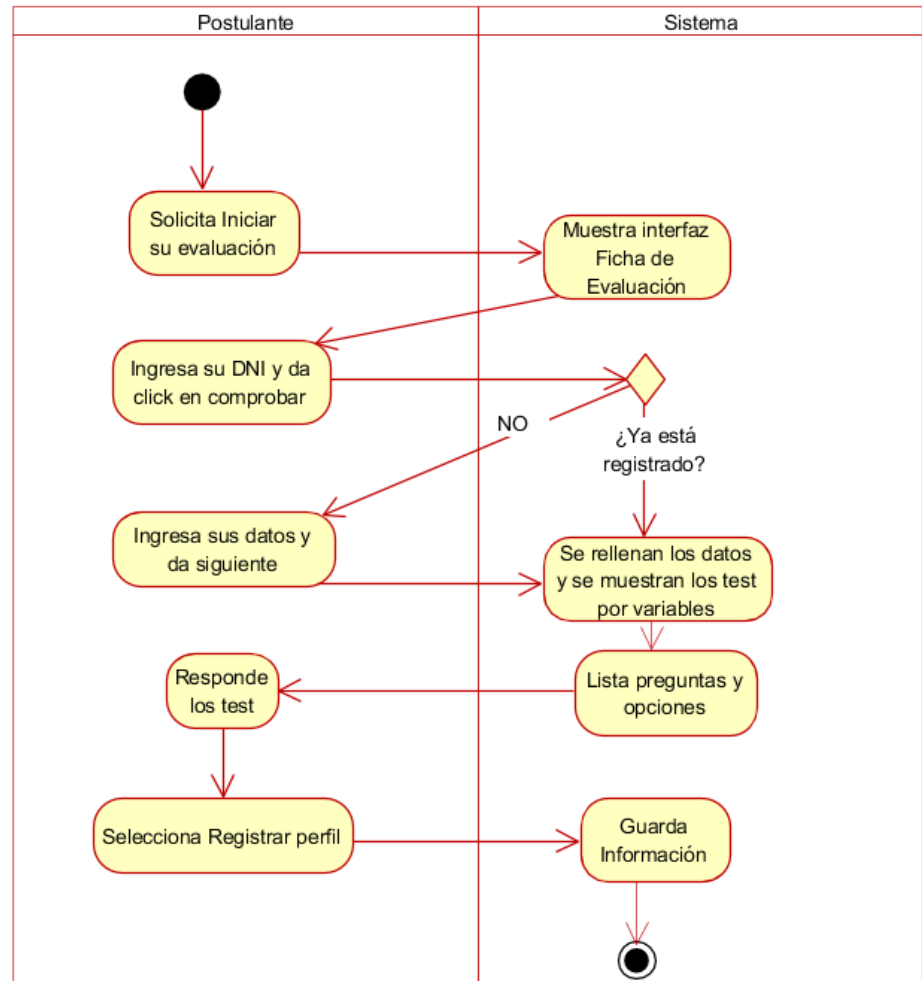 Postulante
Sistema
Solicita Iniciar
su evaluación
Muestra interfaz
Ficha de
Evaluación
Ingresa su DNI y da
click en comprobar
NO
¿Ya está
registrado?
Ingresa sus datos y
da siguiente
Se rellenan los datos
y se muestran los test
por variables
Lista preguntas y
opciones
Responde
los test
Selecciona Registrar perfil
Guarda
Información